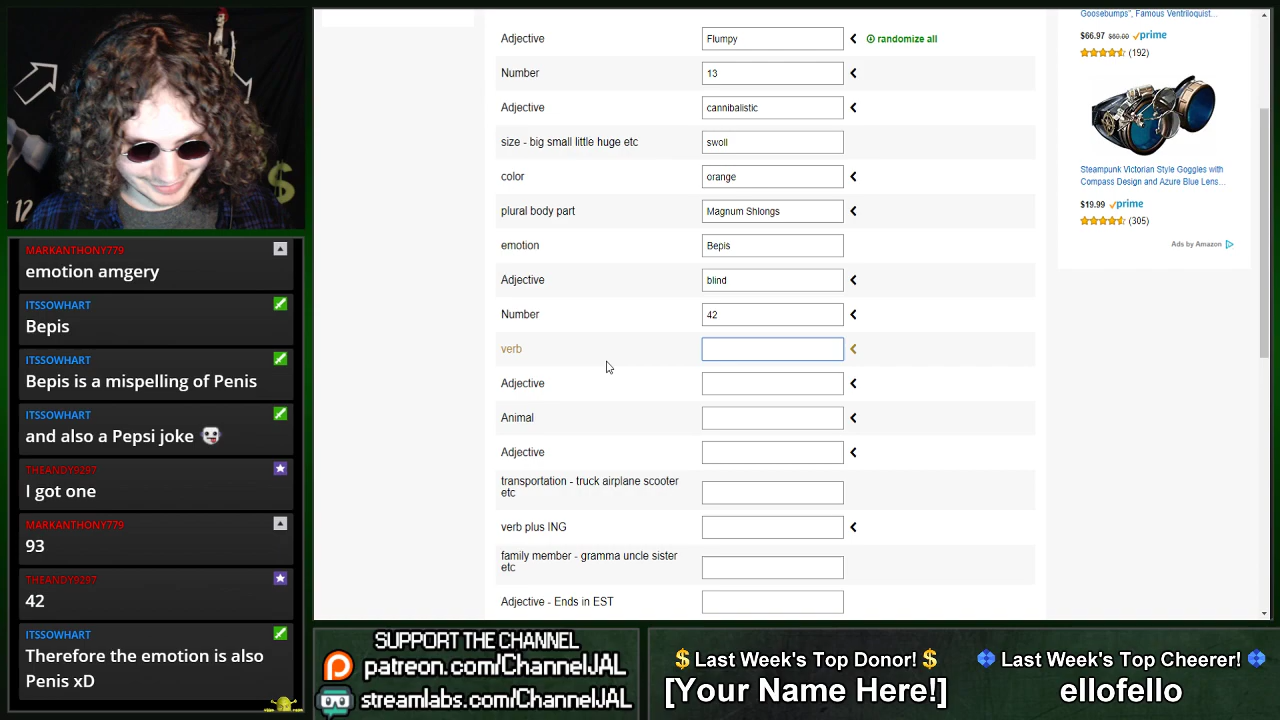 MARKANTHONY779
emotion amgery
ITSSOWHART
Bepis
ITSSOWHART
Bepis is a mispelling of Penis
ITSSOWHART
and also a Pepsi joke
THEANDY9297
I got one
MARKANTHONY779
93
THEANDY9297
42
ITSSOWHART
Therefore the emotion is also
Penis xD
12
$
Adjective Flumpy randomize all
Number 13
Adjective cannibalistic
size - big small little huge etc swoll
color orange
plural body part Magnum Shlongs
emotion Bepis
Adjective blind
Number 42
verb
Adjective
Animal
Adjective
transportation - truck airplane scooter
etc
verb plus ING
family member - gramma uncle sister
etc
Adjective - Ends in EST
Goosebumps", Famous Ventriloquist...
$66.97 $69.99 prime
(192)
Steampunk Victorian Style Goggles with
Compass Design and Azure Blue Lens...
$19.99 prime
(305)
Ads by Amazon
SUPPORT THE CHANNEL
patreon.com/ChannelJAL
streamlabs.com/ChannelJAL
$ Last Week's Top Donor! $
[Your Name Here!]
Last Week's Top Cheerer!
ellofello